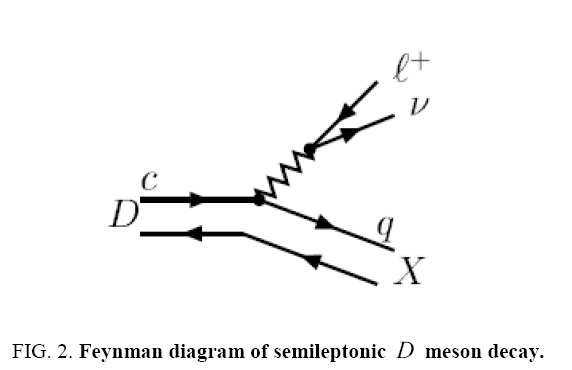 ℓ+
ν
c
D
q
X
FIG. 2. Feynman diagram of semileptonic D meson decay.